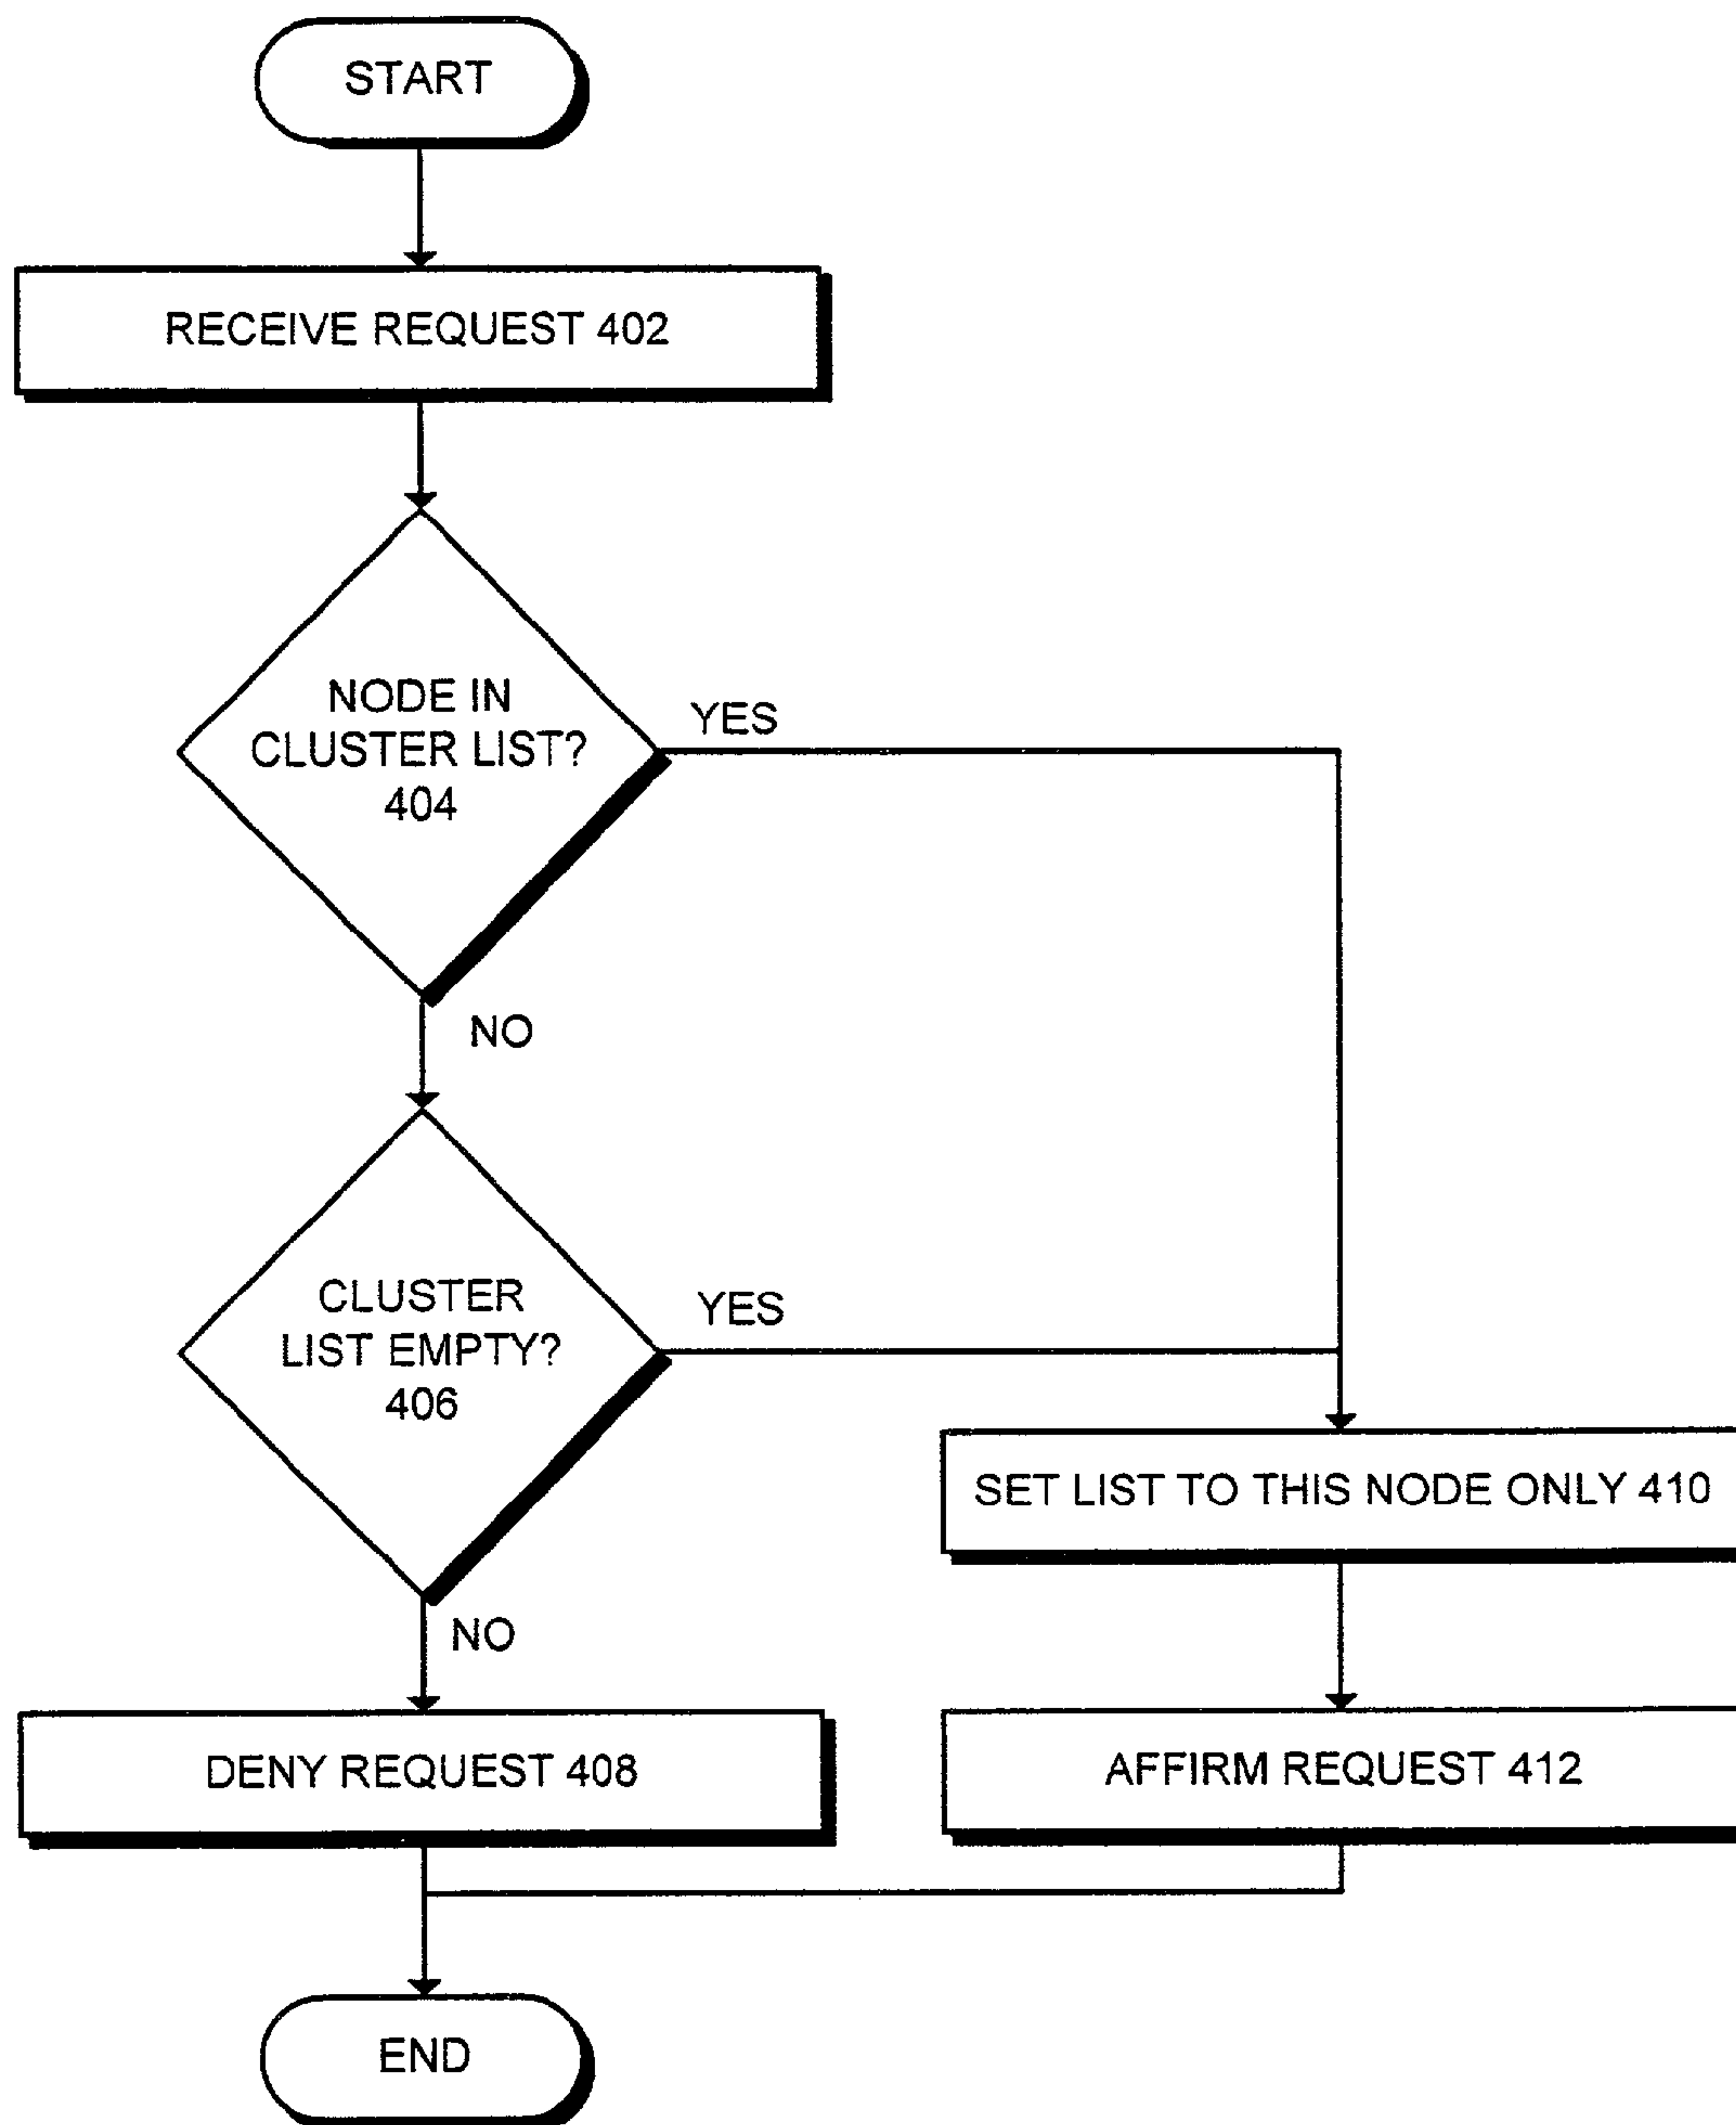 START
RECEIVE REQUEST 402
NODE IN
CLUSTER LIST?
404
YES
NO
CLUSTER
LIST EMPTY?
406
YES
NO
SET LIST TO THIS NODE ONLY 410
DENY REQUEST 408
AFFIRM REQUEST 412
END